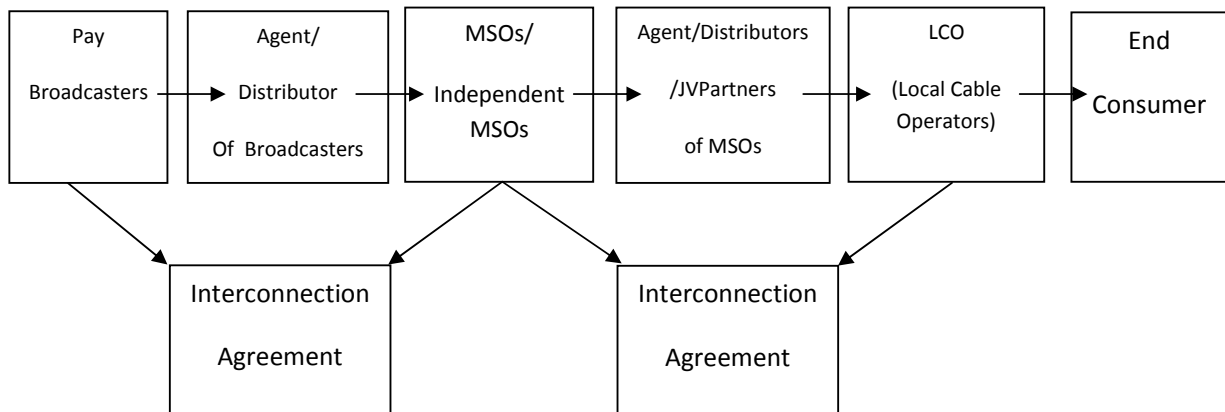 Pay
Broadcasters
Agent/
Distributor
Of Broadcasters
MSOs/
Independent
MSOs
Agent/Distributors
/JVPartners
of MSOs
LCO
(Local Cable
Operators)
End
Consumer
Interconnection
Agreement
Interconnection
Agreement